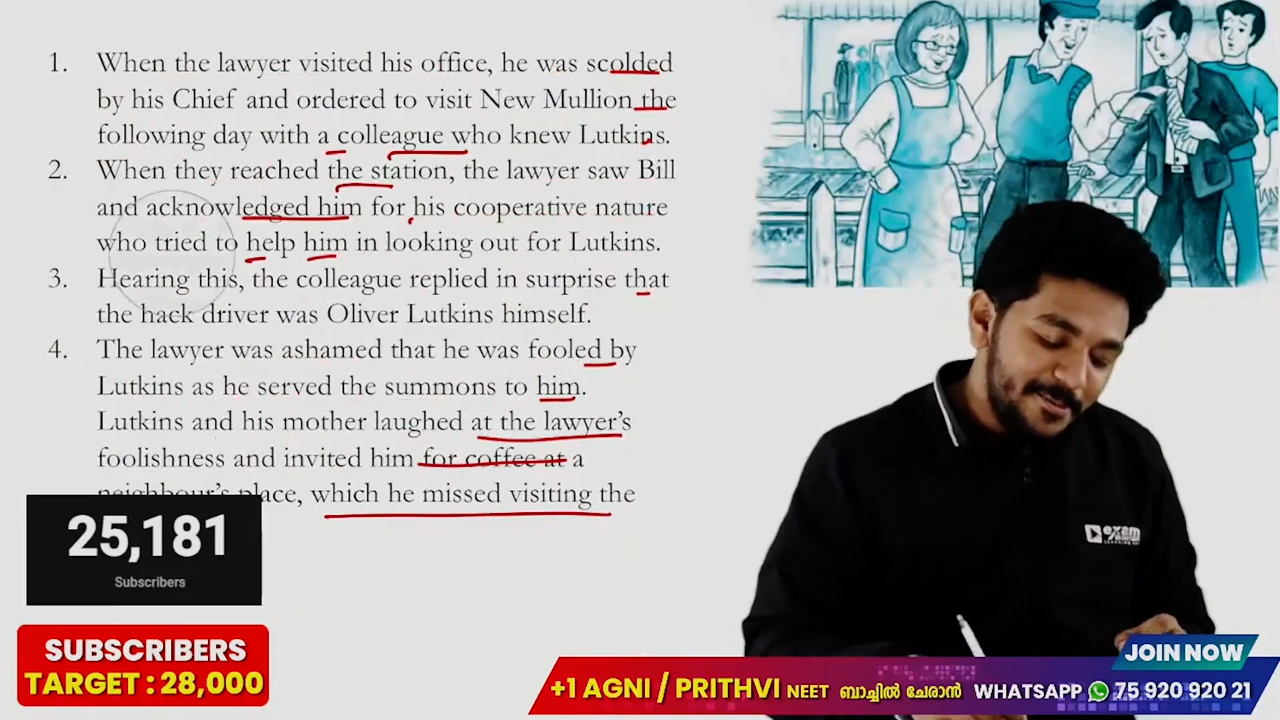 1. When the lawyer visited his office, he was scolded
by his Chief and ordered to visit New Mullion the
following day with a colleague who knew Lutkins.
2. When they reached the station, the lawyer saw Bill
and acknowledged him for his cooperative nature
who tried to help him in looking out for Lutkins.
3. Hearing this, the colleague replied in surprise that
the hack driver was Oliver Lutkins himself.
4. The lawyer was ashamed that he was fooled by
Lutkins as he served the summons to him.
Lutkins and his mother laughed at the lawyer's
foolishness and invited him for coffee at a
neighbour's place, which he missed visiting the
25,181
Subscribers
SUBSCRIBERS
TARGET : 28,000
exam
JOIN NOW
+1 AGNI / PRITHVI NEET ബാച്ചിൽ ചേരാൻ WHATSAPP 75 920 920 21